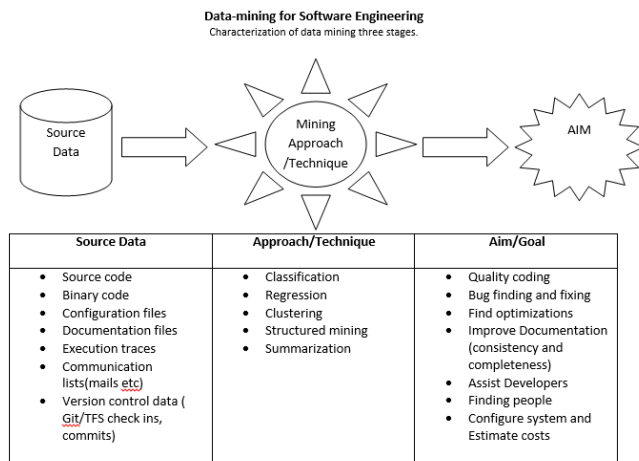 Data-mining for Software Engineering
Characterization of data mining three stages.
Source
Data
Mining
Approach
/Technique
AIM
Source Data
Approach/Technique
Aim/Goal
• Source code
• Binary code
• Configuration files
• Documentation files
• Execution traces
• Communication
lists(mails etc)
• Version control data (
Git/TFS check ins,
commits)
• Classification
• Regression
• Clustering
• Structured mining
• Summarization
• Quality coding
• Bug finding and fixing
• Find optimizations
• Improve Documentation
(consistency and
completeness)
• Assist Developers
• Finding people
• Configure system and
Estimate costs